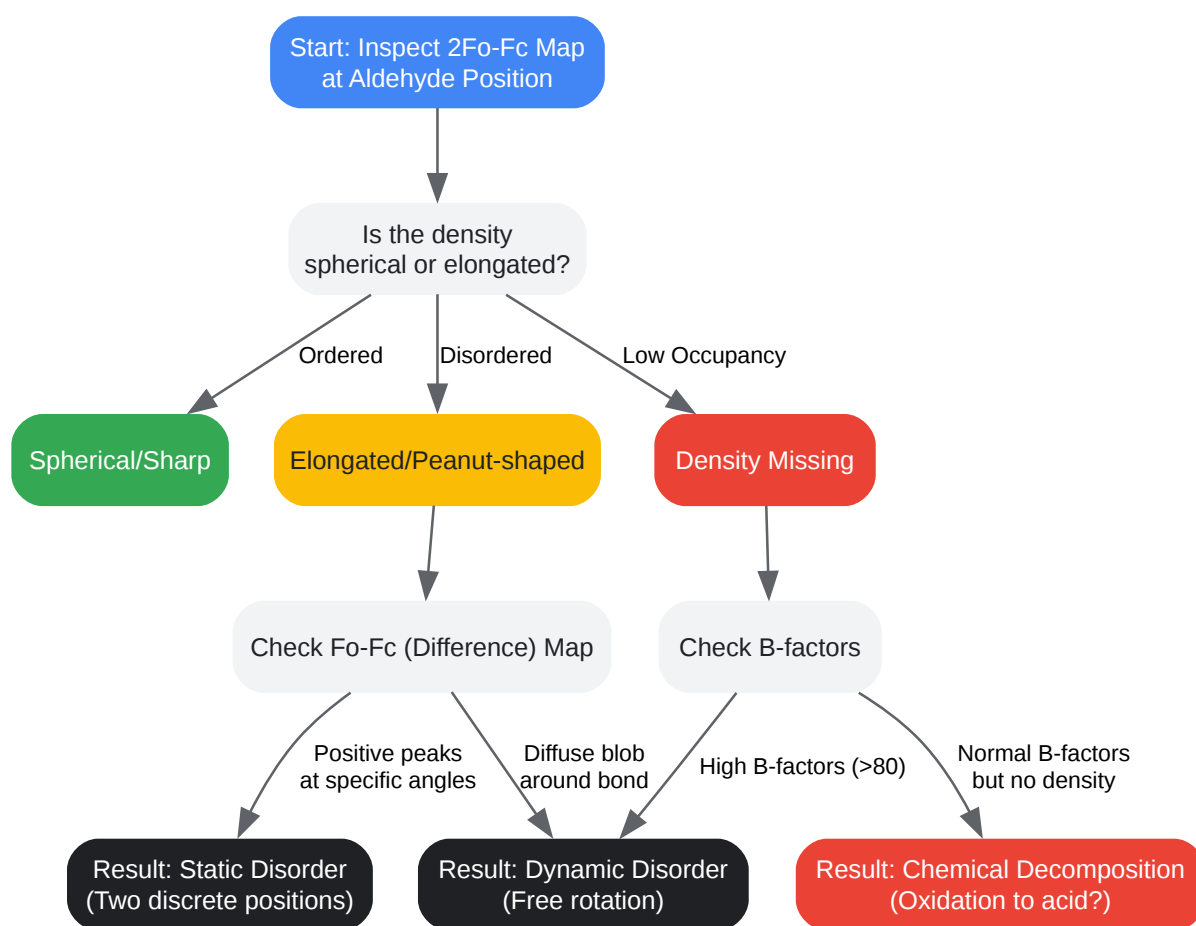 Start: Inspect 2Fo-Fc Map
at Aldehyde Position
Is the density
spherical or elongated?
Ordered
Disordered
Low Occupancy
Spherical/Sharp
Elongated/Peanut-shaped
Density Missing
Check Fo-Fc (Difference) Map
Check B-factors
Positive peaks
at specific angles
Diffuse blob
around bond
High B-factors (>80)
Normal B-factors
but no density
Result: Static Disorder
(Two discrete positions)
Result: Dynamic Disorder
(Free rotation)
Result: Chemical Decomposition
(Oxidation to acid?)